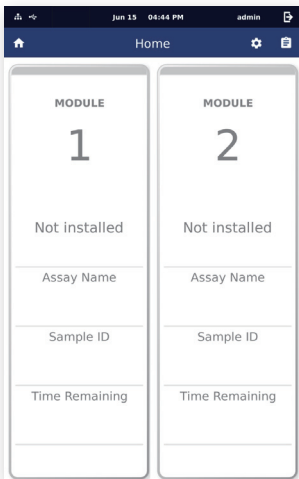 Jun 15 04:44 PM admin
Home
MODULE
1
Not installed
Assay Name
Sample ID
Time Remaining
MODULE
2
Not installed
Assay Name
Sample ID
Time Remaining